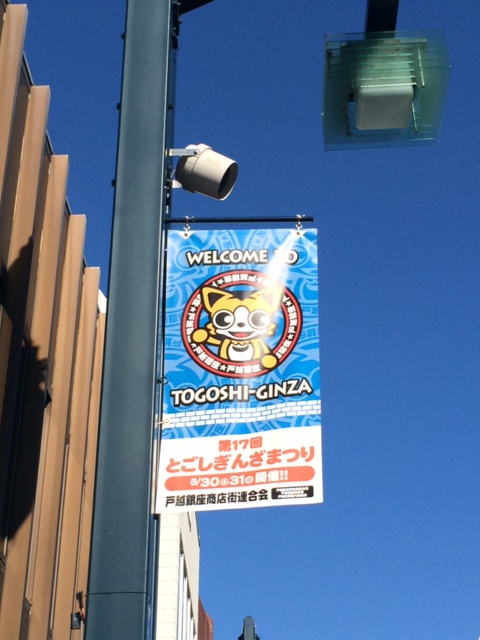 WELCOME TO
TOGOSHI-GINZA
第17回
とごしぎんざまつり
8/30㊏31㊐開催!!
戸越銀座商店街連合会